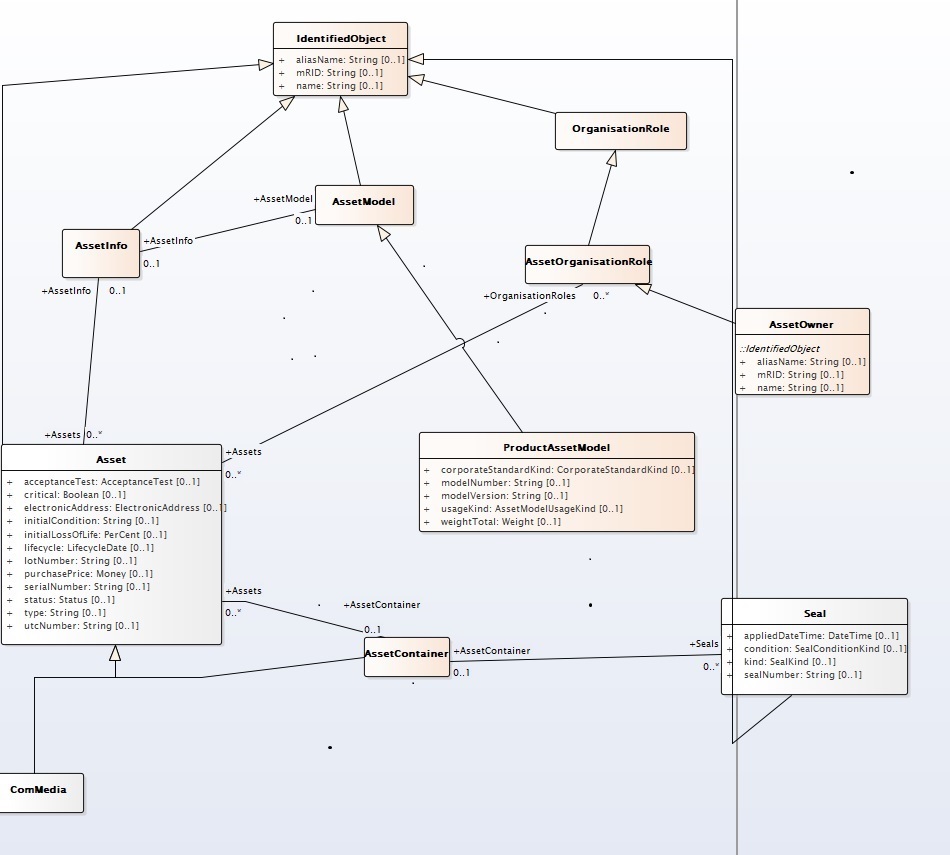 IdentifiedObject
+ aliasName: String [0..1]
+ mRID: String [0..1]
+ name: String [0..1]
OrganisationRole
+AssetModel
0..1
AssetModel
AssetInfo
+AssetInfo
0..1
+AssetInfo 0..1
AssetOrganisationRole
+OrganisationRoles 0..*
AssetOwner
::IdentifiedObject
+ aliasName: String [0..1]
+ mRID: String [0..1]
+ name: String [0..1]
+Assets 0..*
Asset
+ acceptanceTest: AcceptanceTest [0..1]
+ critical: Boolean [0..1]
+ electronicAddress: ElectronicAddress [0..1]
+ initialCondition: String [0..1]
+ initialLossOfLife: PerCent [0..1]
+ lifecycle: LifecycleDate [0..1]
+ lotNumber: String [0..1]
+ purchasePrice: Money [0..1]
+ serialNumber: String [0..1]
+ status: Status [0..1]
+ type: String [0..1]
+ utcNumber: String [0..1]
+Assets
0..*
ProductAssetModel
+ corporateStandardKind: CorporateStandardKind [0..1]
+ modelNumber: String [0..1]
+ modelVersion: String [0..1]
+ usageKind: AssetModelUsageKind [0..1]
+ weightTotal: Weight [0..1]
+Assets
0..*
+AssetContainer
0..1
AssetContainer
+AssetContainer
0..1
+Seals
0..*
Seal
+ appliedDateTime: DateTime [0..1]
+ condition: SealConditionKind [0..1]
+ kind: SealKind [0..1]
+ sealNumber: String [0..1]
ComMedia